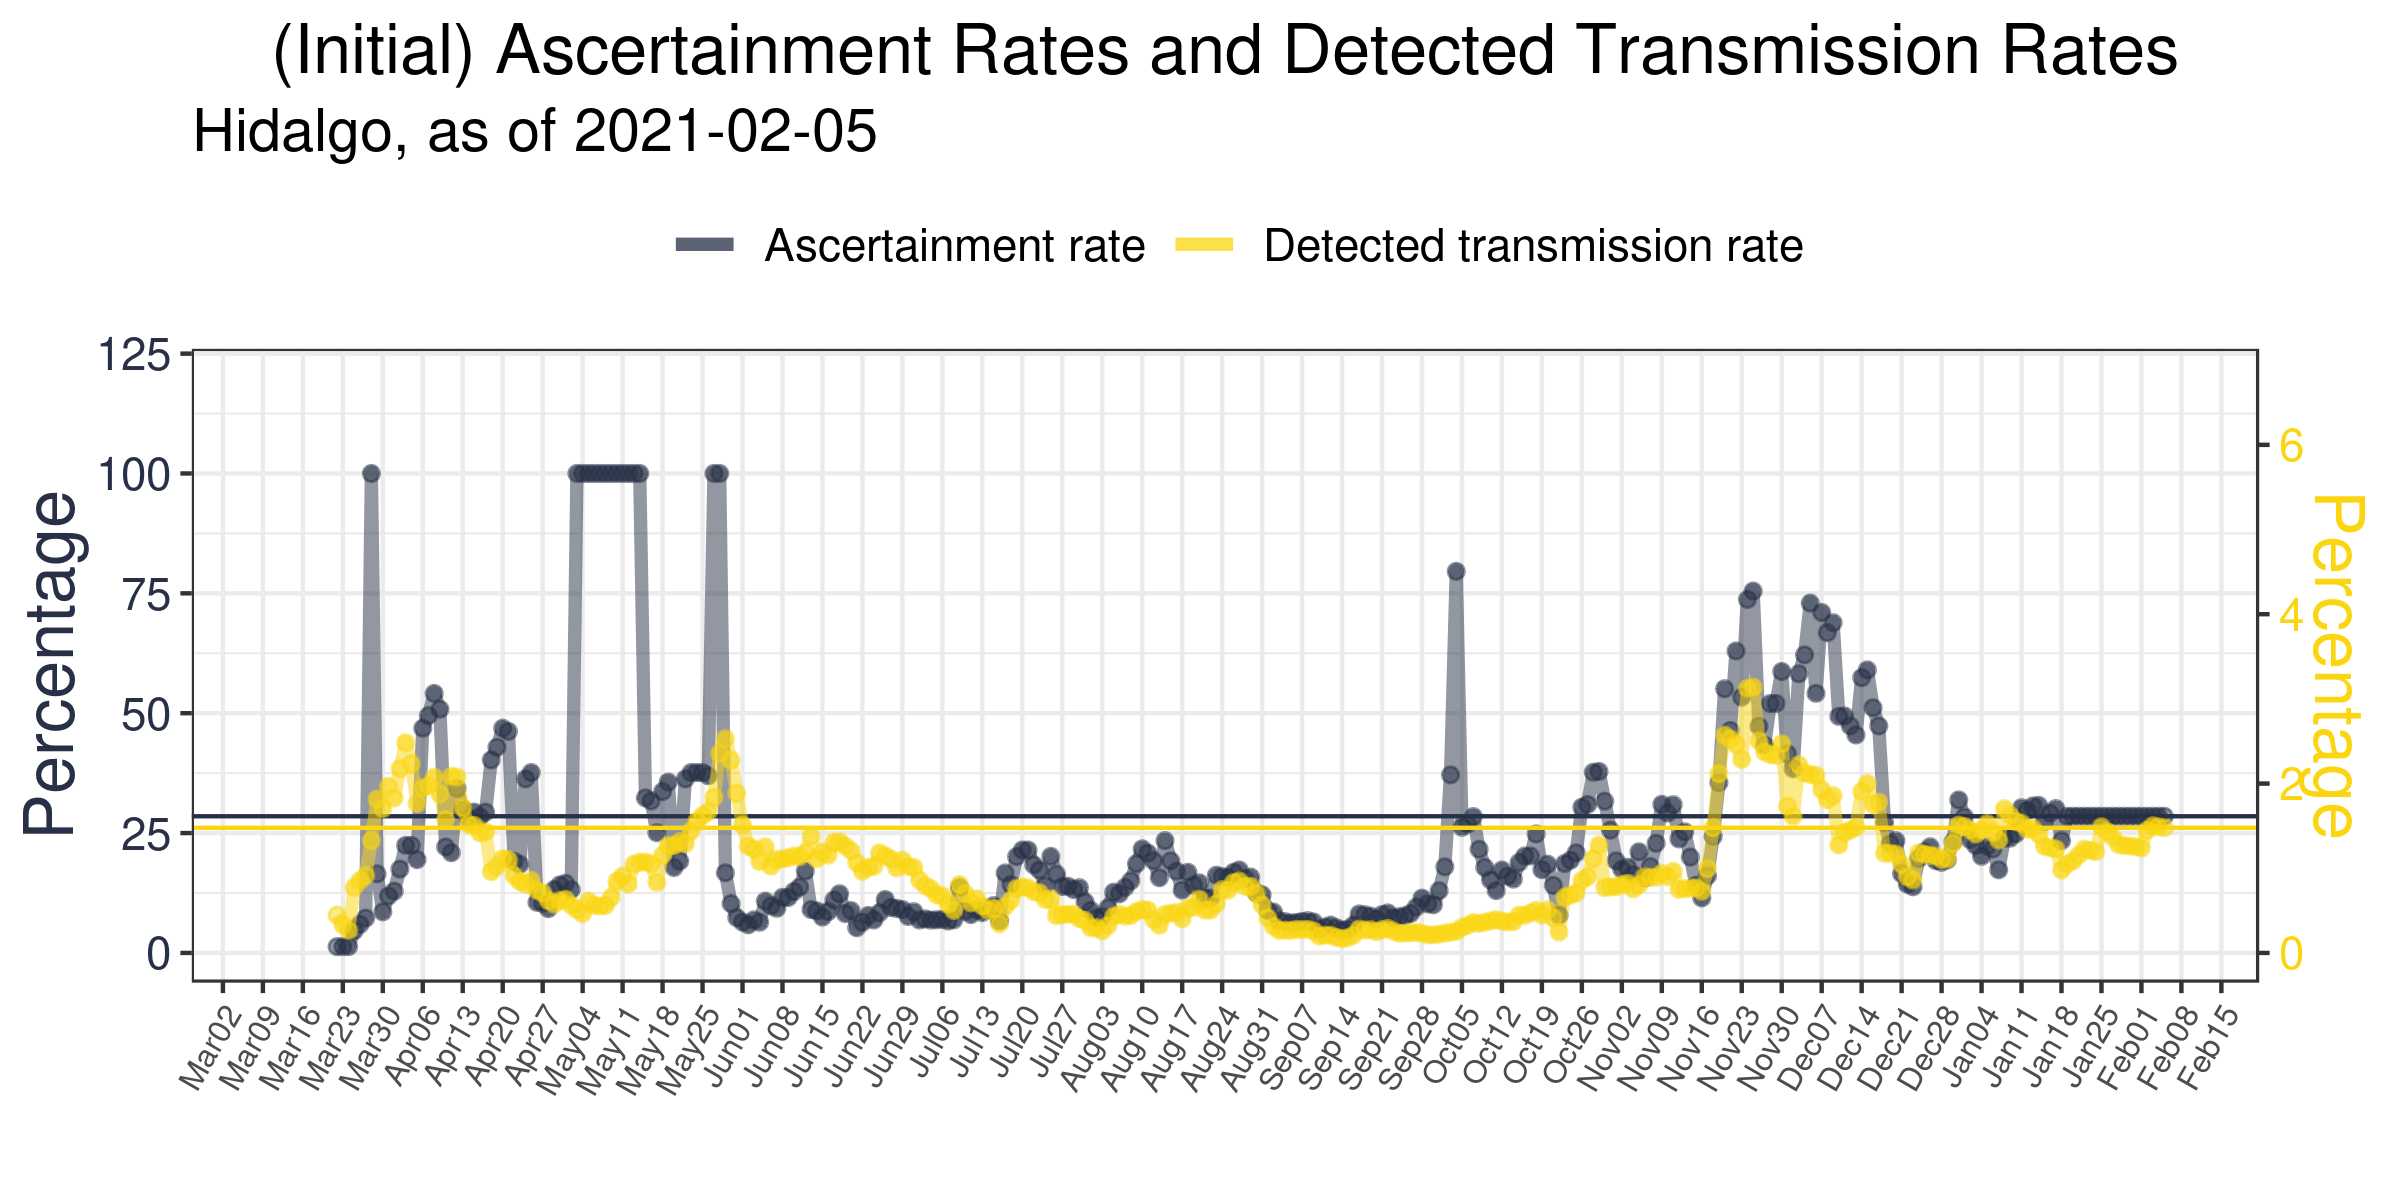 (Initial) Ascertainment Rates and Detected Transmission Rates
Hidalgo, as of 2021-02-05
Ascertainment rate Detected transmission rate
125
100
75
50
25
0
Percentage
6
4
2
0
Percentage
Mar02 Mar09 Mar16 Mar23 Mar30 Apr06 Apr13 Apr20 Apr27 May04 May11 May18 May25 Jun01 Jun08 Jun15 Jun22 Jun29 Jul06 Jul13 Jul20 Jul27 Aug03 Aug10 Aug17 Aug24 Aug31 Sep07 Sep14 Sep21 Sep28 Oct05 Oct12 Oct19 Oct26 Nov02 Nov09 Nov16 Nov23 Nov30 Dec07 Dec14 Dec21 Dec28 Jan04 Jan11 Jan18 Jan25 Feb01 Feb08 Feb15